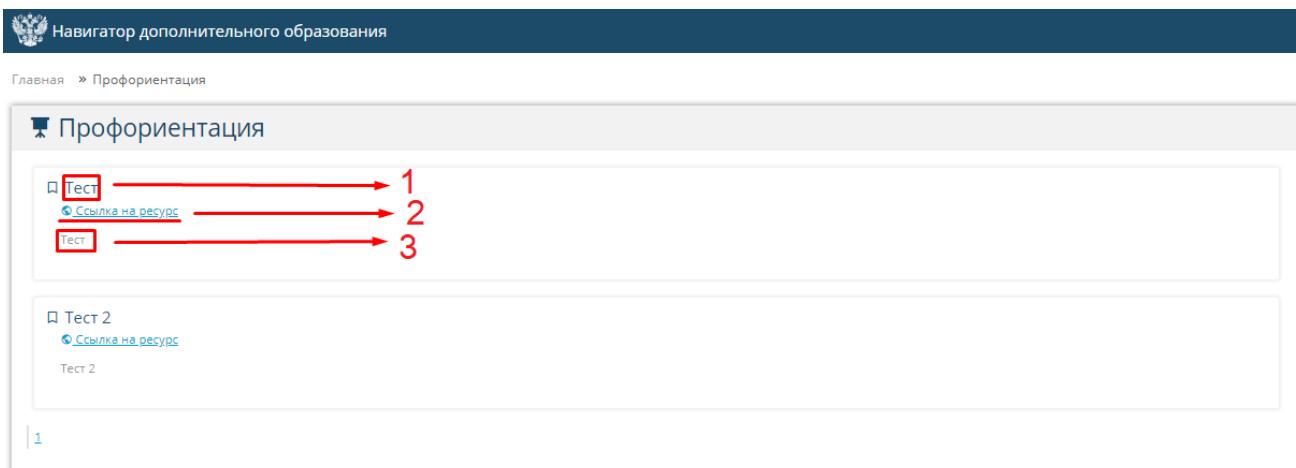 Навигатор дополнительного образования
Главная » Профориентация
Профориентация
Тест 1
Ссылка на ресурс 2
Тест 3
Тест 2
Ссылка на ресурс
Тест 2
1